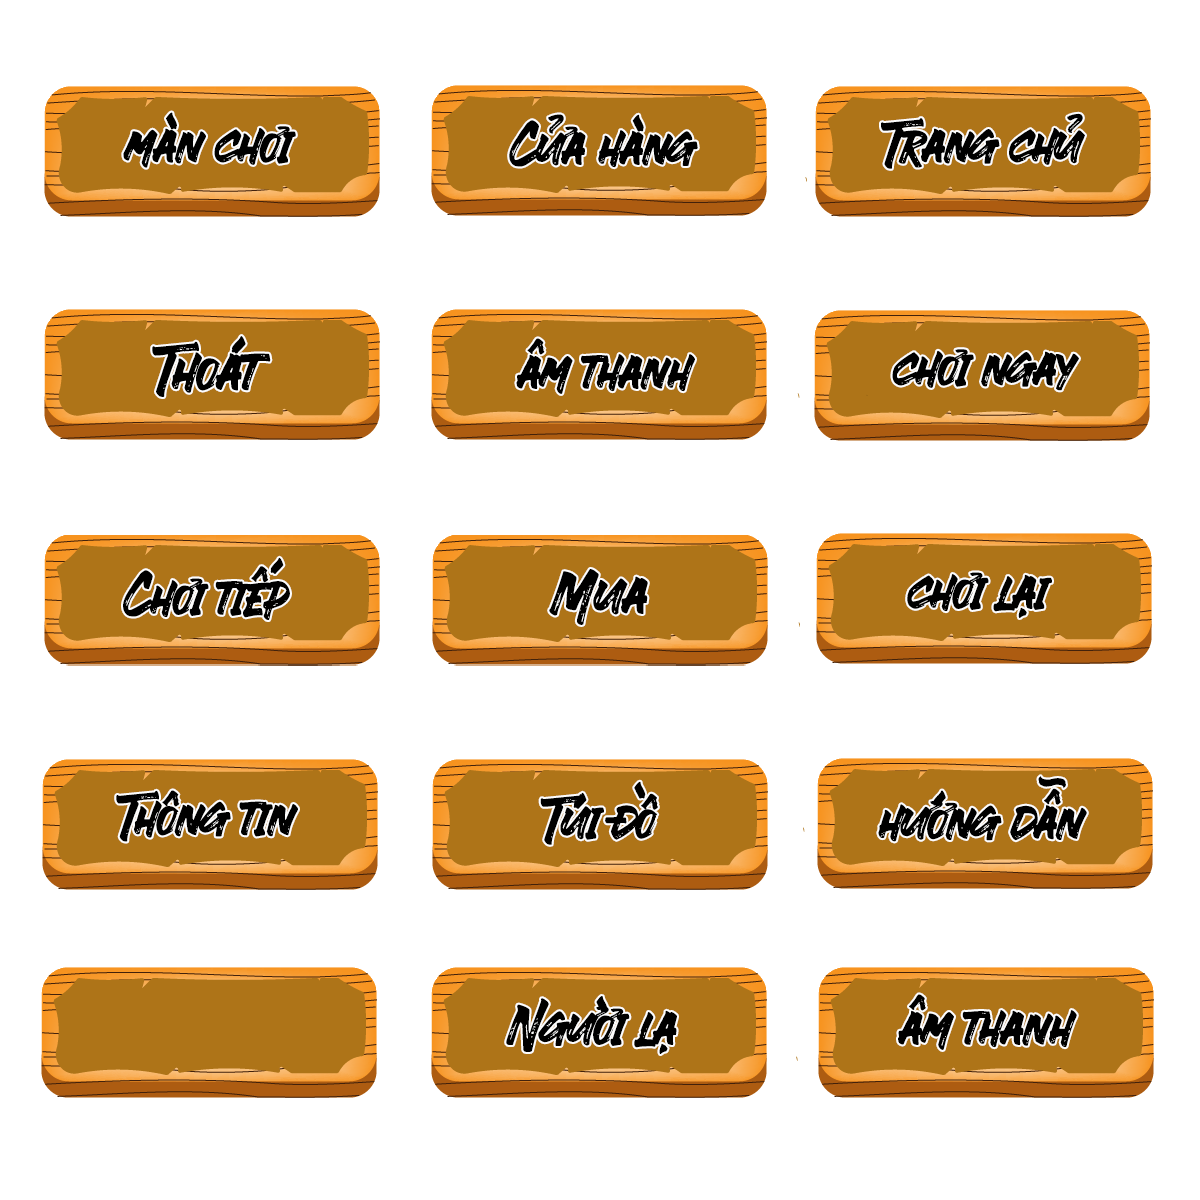 MÀN CHƠI
CỬA HÀNG
TRANG CHỦ
THOÁT
ÂM THANH
CHƠI NGAY
CHƠI TIẾP
MUA
CHƠI LẠI
THÔNG TIN
TÚI ĐỒ
HƯỚNG DẪN
NGƯỜI LẠ
ÂM THANH